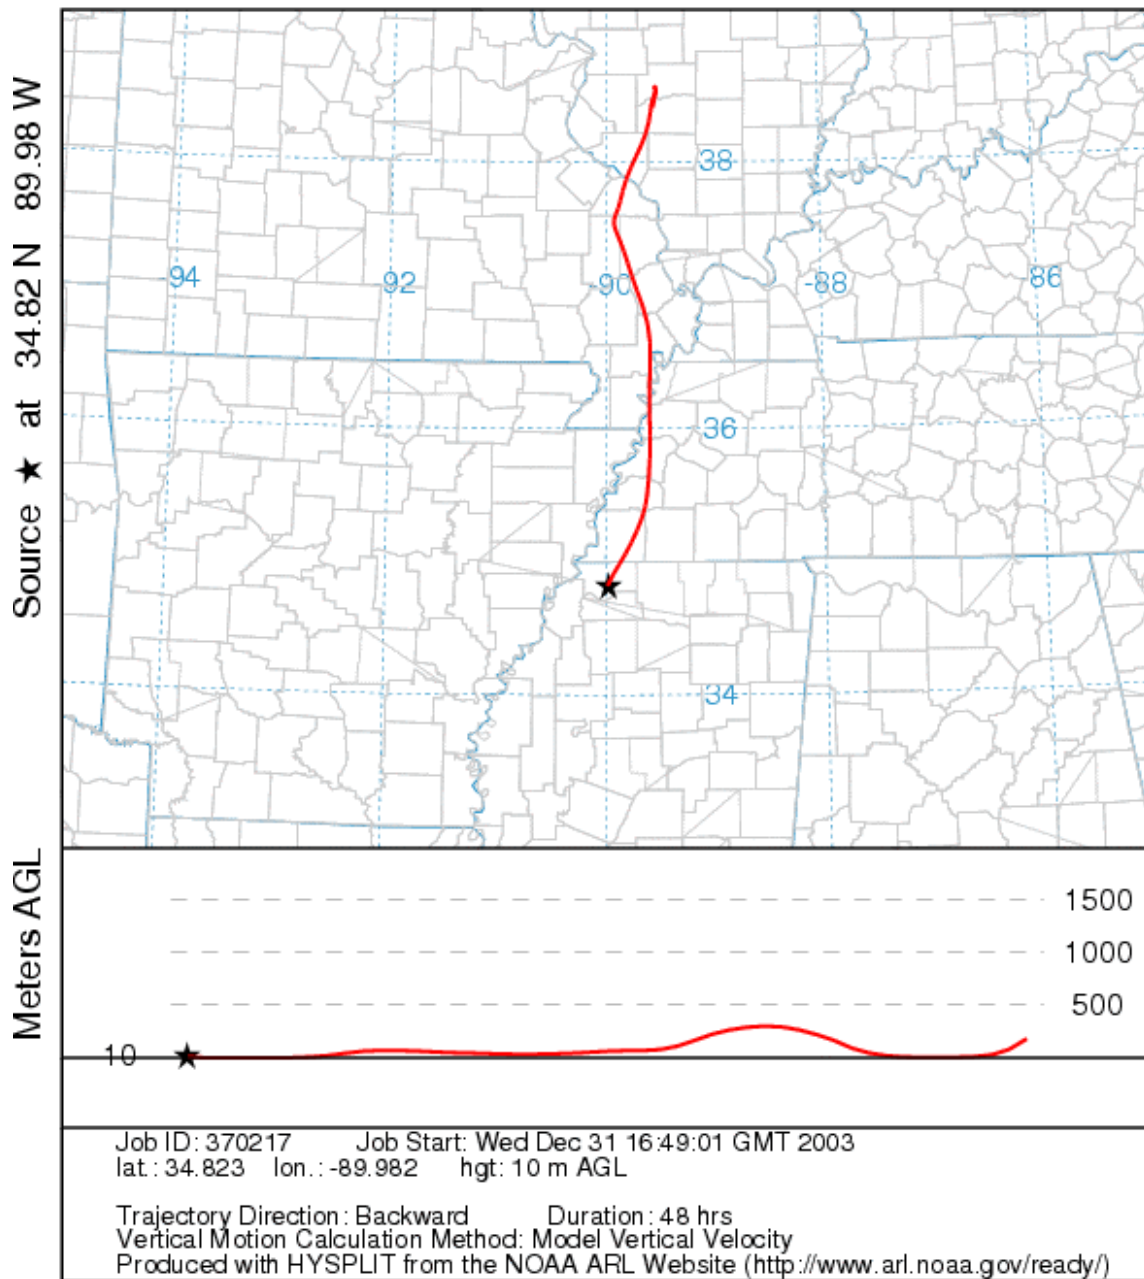 Source ★ at 34.82 N 89.98 W
38
-94
92
-90
-88
86
36
34
Meters AGL
1500
1000
500
10
Job ID: 370217 Job Start: Wed Dec 31 16:49:01 GMT 2003
lat.: 34.823 lon.: -89.982 hgt: 10 m AGL
Trajectory Direction: Backward Duration: 48 hrs
Vertical Motion Calculation Method: Model Vertical Velocity
Produced with HYSPLIT from the NOAA ARL Website (http://www.arl.noaa.gov/ready/)